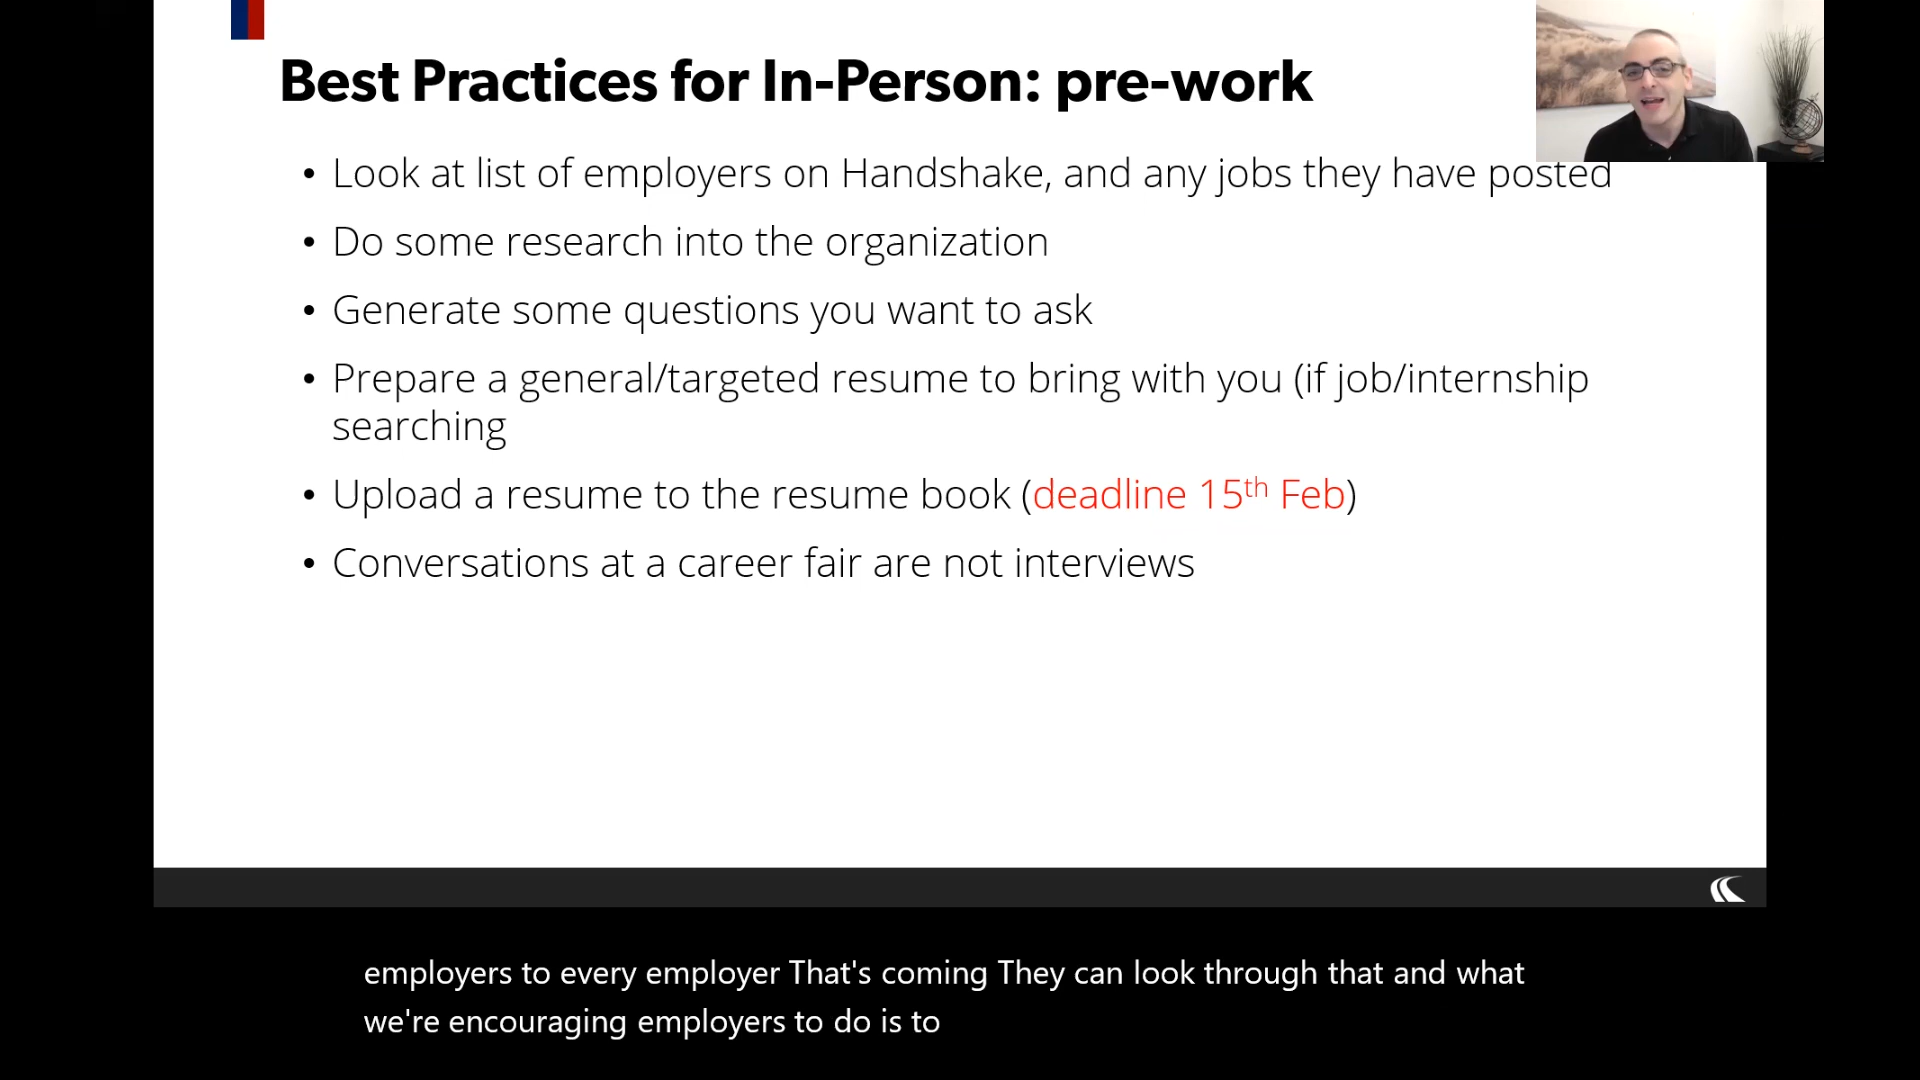 Best Practices for In-Person: pre-work
• Look at list of employers on Handshake, and any jobs they have posted
• Do some research into the organization
• Generate some questions you want to ask
• Prepare a general/targeted resume to bring with you (if job/internship
searching
• Upload a resume to the resume book (deadline 15th Feb)
• Conversations at a career fair are not interviews
employers to every employer That's coming They can look through that and what
we're encouraging employers to do is to